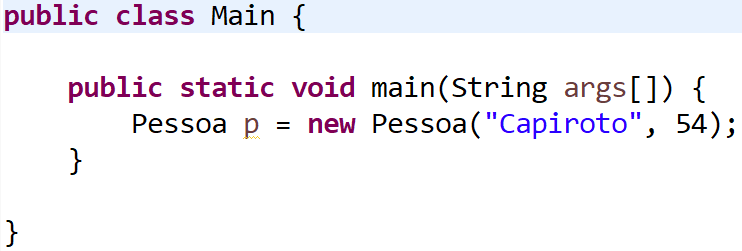 public class Main {
    public static void main(String args[]) {
        Pessoa p = new Pessoa("Capiroto", 54);
    }
}